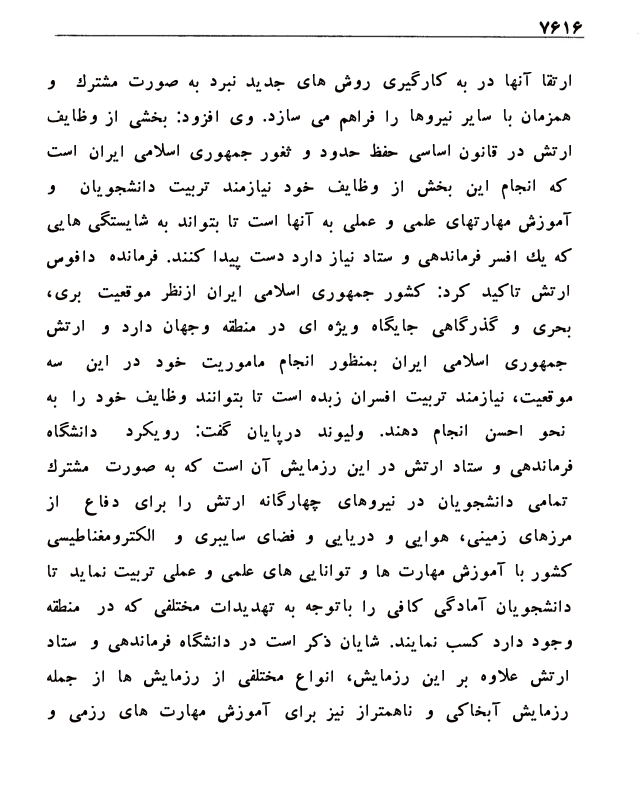 ۷۶۱۶
ارتقا آنها در به کارگیری روش های جدید نبرد به صورت مشترك و
همزمان با سایر نیروها را فراهم می سازد. وی افزود: بخشی از وظایف
ارتش در قانون اساسی حفظ حدود و ثغور جمهوری اسلامی ایران است
که انجام این بخش از وظایف خود نیازمند تربیت دانشجویان و
آموزش مهارتهای علمی و عملی به آنها است تا بتواند به شایستگی هایی
که يك افسر فرماندهی و ستاد نیاز دارد دست پیدا کنند. فرمانده دافوس
ارتش تاکید کرد: کشور جمهوری اسلامی ایران ازنظر موقعیت بری،
بحری و گذرگاهی جایگاه ویژه ای در منطقه وجهان دارد و ارتش
جمهوری اسلامی ایران بمنظور انجام ماموریت خود در این سه
موقعیت، نیازمند تربیت افسران زبده است تا بتوانند وظایف خود را به
نحو احسن انجام دهند. ولیوند درپایان گفت: رویکرد دانشگاه
فرماندهی و ستاد ارتش در این رزمایش آن است که به صورت مشترك
تمامی دانشجویان در نیروهای چهارگانه ارتش را برای دفاع از
مرزهای زمینی، هوایی و دریایی و فضای سایبری و الکترومغناطیسی
کشور با آموزش مهارت ها و توانایی های علمی و عملی تربیت نماید تا
دانشجویان آمادگی کافی را باتوجه به تهدیدات مختلفی که در منطقه
وجود دارد کسب نمایند. شایان ذکر است در دانشگاه فرماندهی و ستاد
ارتش علاوه بر این رزمایش، انواع مختلفی از رزمایش ها از جمله
رزمایش آبخاکی و ناهمتراز نیز برای آموزش مهارت های رزمی و